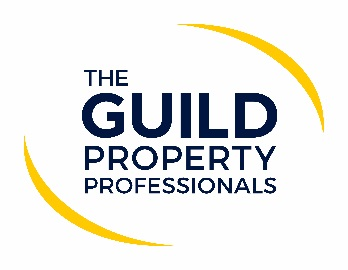 THE
GUILD
PROPERTY
PROFESSIONALS